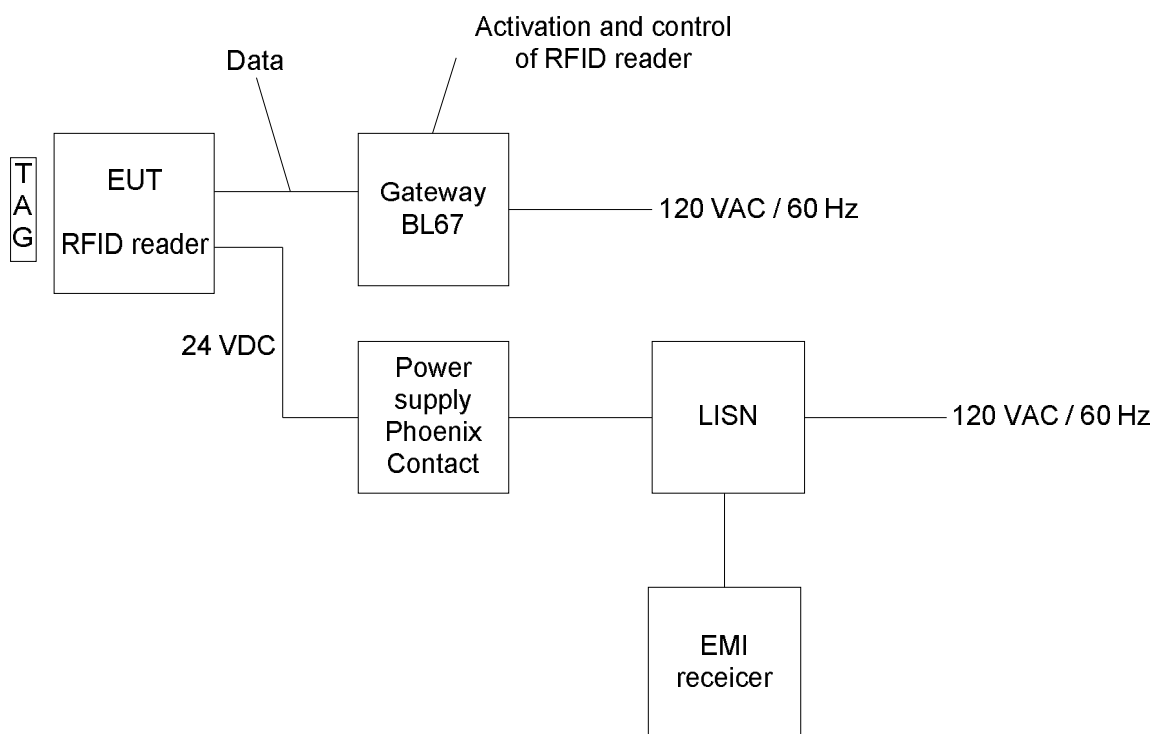 Activation and control
of RFID reader
Data
T
A
G
EUT
RFID reader
Gateway
BL67
120 VAC / 60 Hz
24 VDC
Power
supply
Phoenix
Contact
LISN
120 VAC / 60 Hz
EMI
receicer